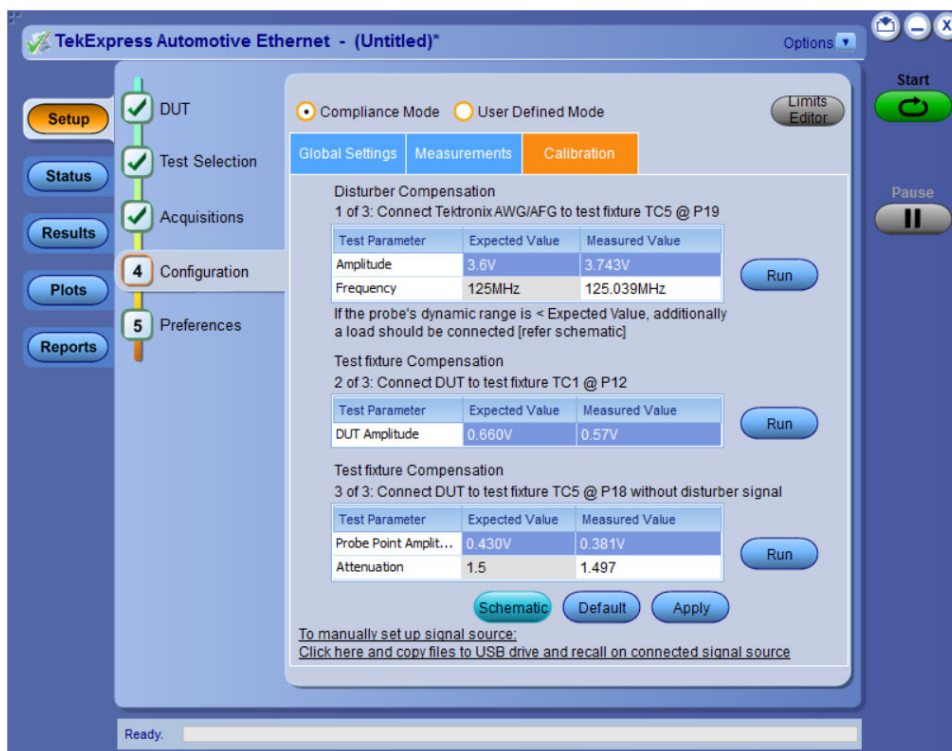 TekExpress Automotive Ethernet - (Untitled)*
Options
X
Start
Pause
Setup
Status
Results
Plots
Reports
DUT
Test Selection
Acquisitions
4 Configuration
5 Preferences
Compliance Mode User Defined Mode
Limits
Editor
Global Settings Measurements Calibration
Disturber Compensation
1 of 3: Connect Tektronix AWG/AFG to test fixture TC5 @ P19
Test Parameter Expected Value Measured Value
Amplitude 3.6V 3.743V
Frequency 125MHz 125.039MHz
Run
If the probe's dynamic range is < Expected Value, additionally
a load should be connected [refer schematic]
Test fixture Compensation
2 of 3: Connect DUT to test fixture TC1 @ P12
Test Parameter Expected Value Measured Value
DUT Amplitude 0.660V 0.57V
Run
Test fixture Compensation
3 of 3: Connect DUT to test fixture TC5 @ P18 without disturber signal
Test Parameter Expected Value Measured Value
Probe Point Amplit... 0.430V 0.381V
Attenuation 1.5 1.497
Run
Schematic Default Apply
To manually set up signal source:
Click here and copy files to USB drive and recall on connected signal source
Ready.